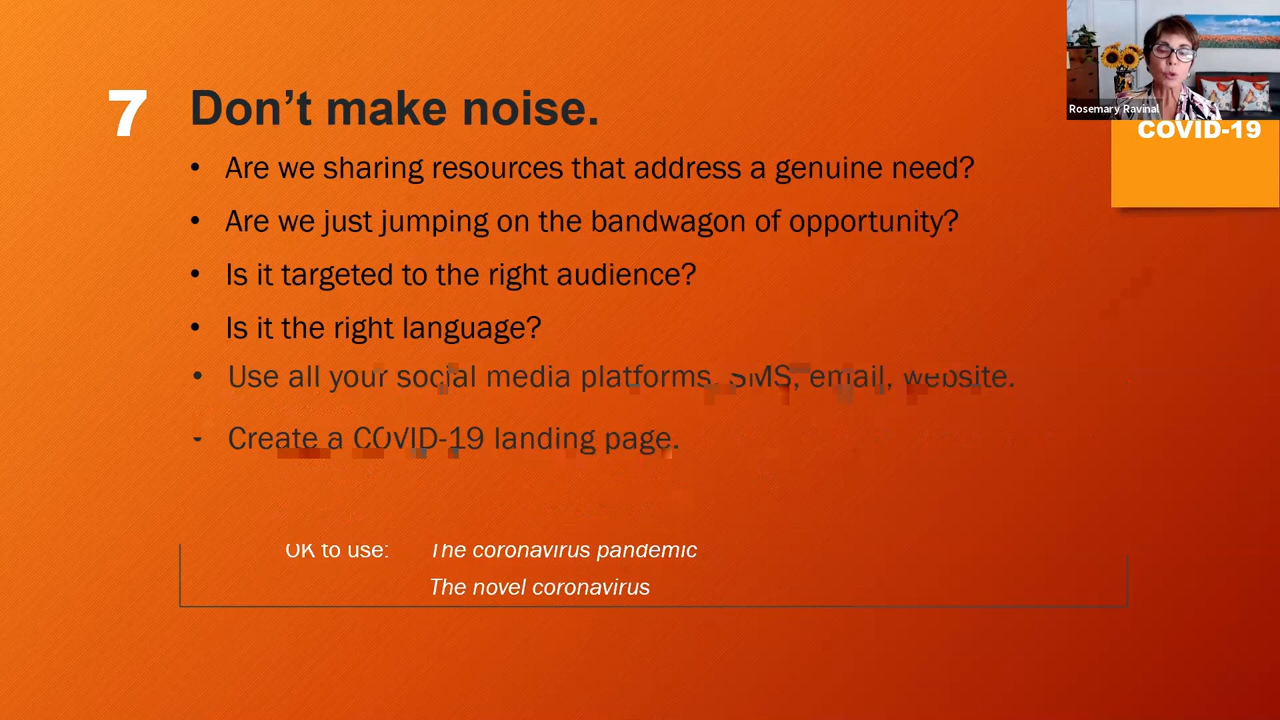 Rosemary Ravinal
COVID-19
7 Don’t make noise.
• Are we sharing resources that address a genuine need?
• Are we just jumping on the bandwagon of opportunity?
• Is it targeted to the right audience?
• Is it the right language?
• Use all your social media platforms, SMS, email, website.
• Create a COVID-19 landing page.
OK to use: The coronavirus pandemic
The novel coronavirus